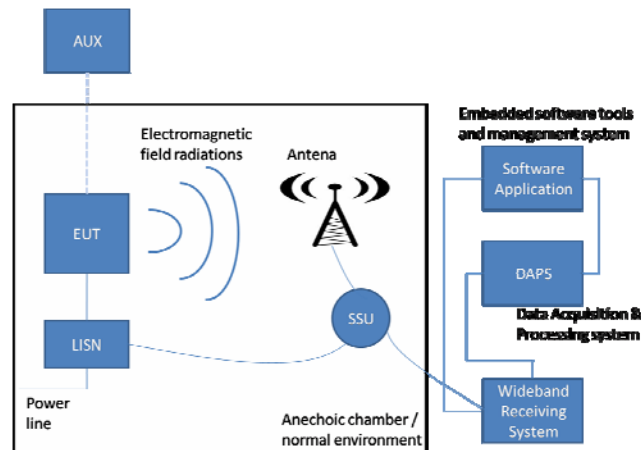 AUX
Electromagnetic
field radiations
Antena
EUT
LISN
SSU
Power
line
Anechoic chamber /
normal environment
Embedded software tools
and management system
Software
Application
DAPS
Data Acquisition &
Processing system
Wideband
Receiving
System